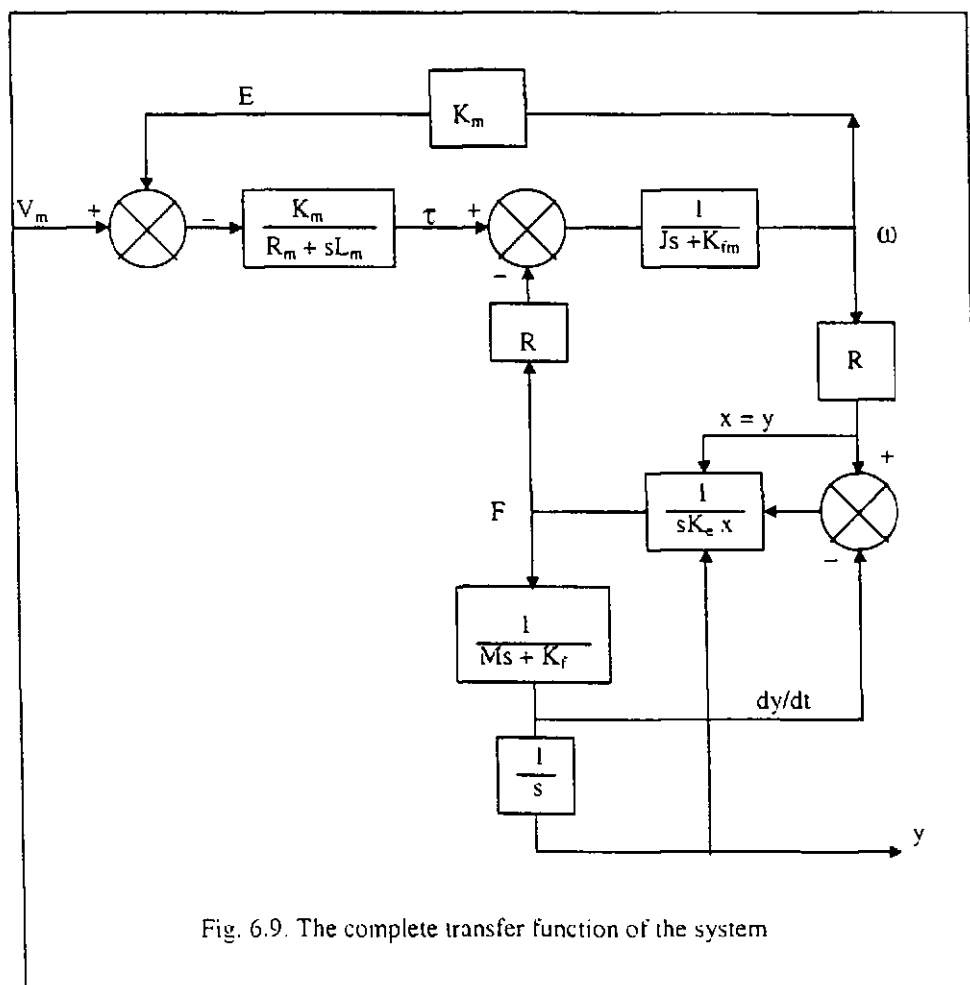 E
K_m
V_m
+
−
K_m
R_m + sL_m
τ
+
−
1
Js + K_fm
ω
R
R
x = y
+
F
1
sK_e x
−
1
Ms + K_f
dy/dt
1
s
y
Fig. 6.9. The complete transfer function of the system